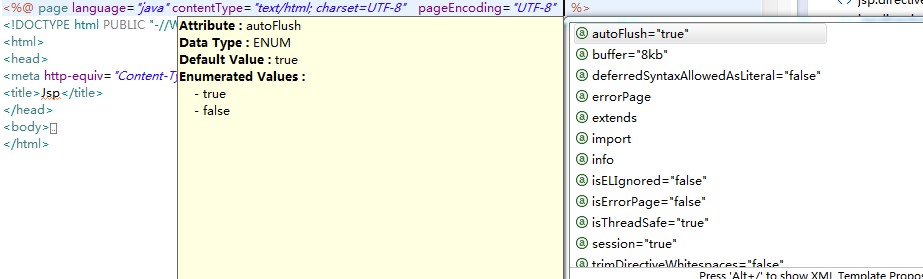 <%@ page language="java" contentType="text/html; charset=UTF-8" pageEncoding="UTF-8" %>
<!DOCTYPE html PUBLIC "-//W
<html>
<head>
<meta http-equiv="Content-Ty
<title>Jsp</title>
</head>
<body>
</html>
Attribute : autoFlush
Data Type : ENUM
Default Value : true
Enumerated Values :
- true
- false
autoFlush="true"
buffer="8kb"
deferredSyntaxAllowedAsLiteral="false"
errorPage
extends
import
info
isELIgnored="false"
isErrorPage="false"
isThreadSafe="true"
session="true"
trimDirectiveWhitespaces="false"
Press 'Alt+/' to show XML Template Propo
<> jsp.directive